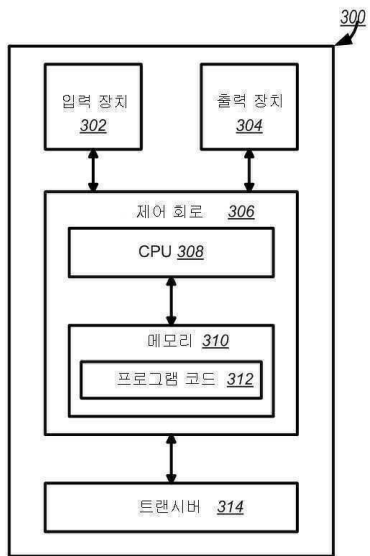 300
입력 장치
302
출력 장치
304
제어 회로 306
CPU 308
메모리 310
프로그램 코드 312
트랜시버 314